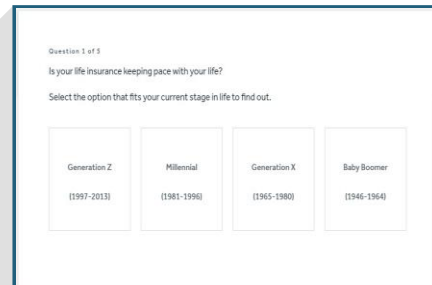 Question 1 of 5
Is your life insurance keeping pace with your life?
Select the option that fits your current stage in life to find out.
Generation Z
(1997-2013)
Millennial
(1981-1996)
Generation X
(1965-1980)
Baby Boomer
(1946-1964)